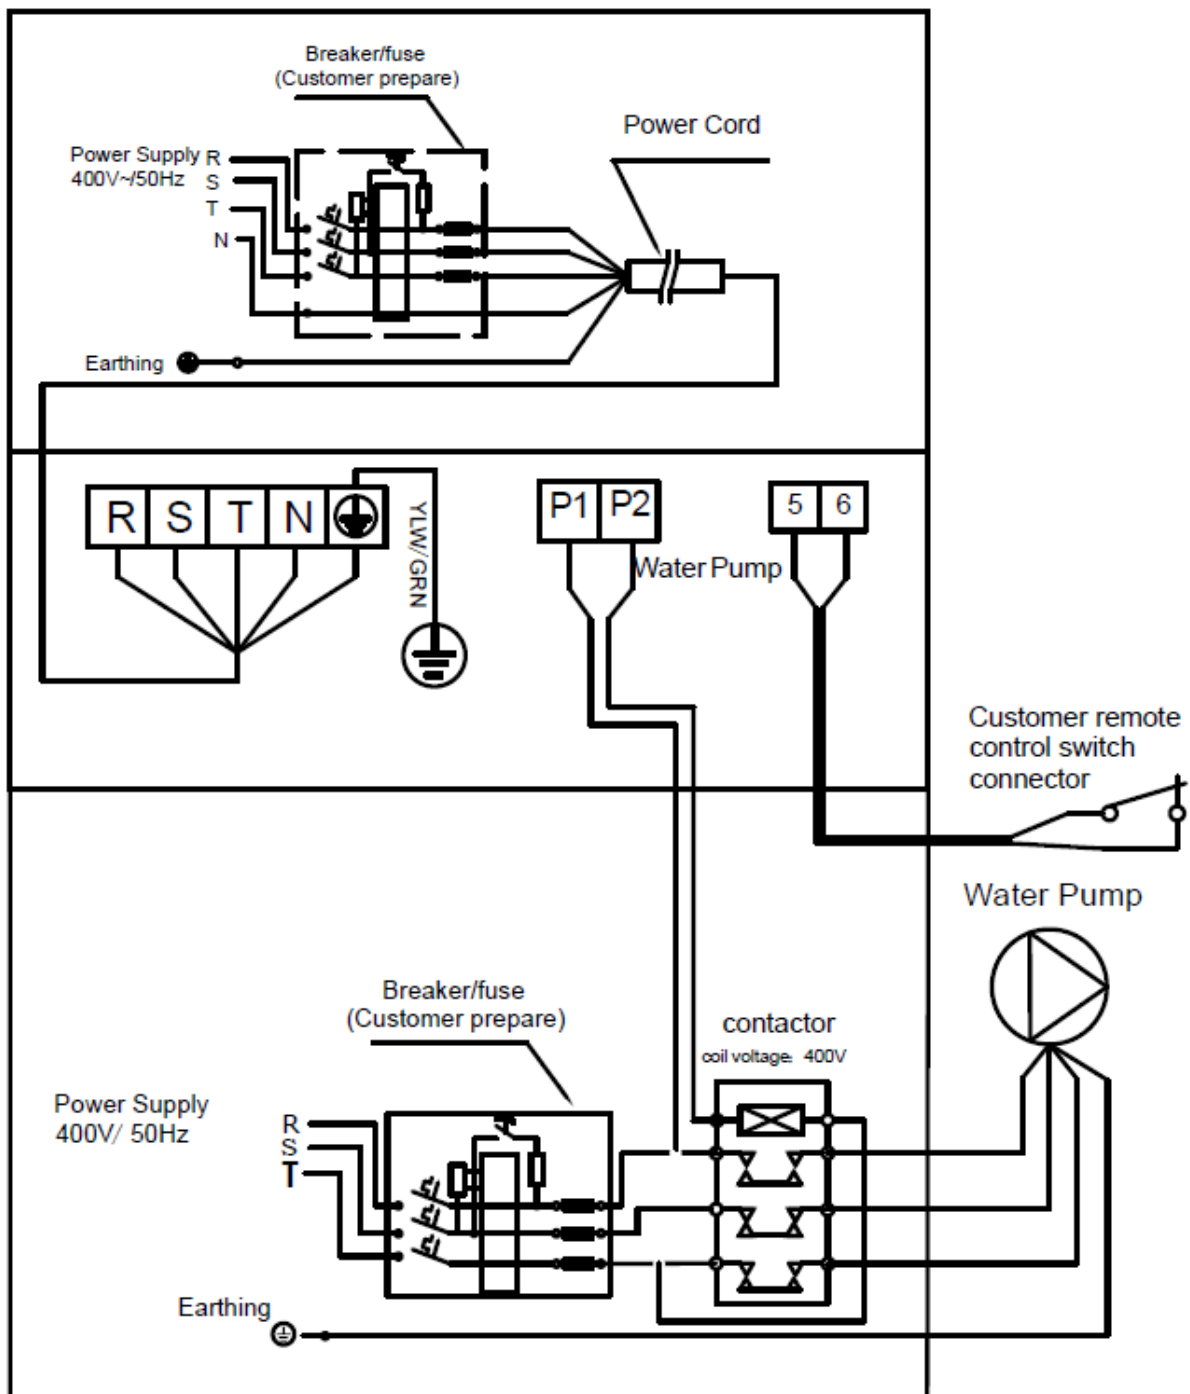 Breaker/fuse
(Customer prepare)
Power Cord
Power Supply R
400V~/50Hz S
T
N
Earthing
R S T N
YLW/GRN
P1 P2
5 6
Water Pump
Customer remote
control switch
connector
Water Pump
Breaker/fuse
(Customer prepare)
contactor
coil voltage: 400V
Power Supply
400V/ 50Hz
R
S
T
Earthing